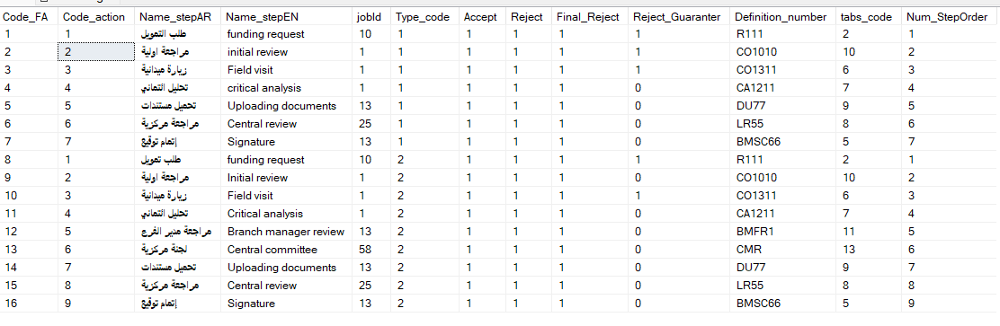 Code_FA Code_action Name_stepAR Name_stepEN jobId Type_code Accept Reject Final_Reject Reject_Guaranter Definition_number tabs_code Num_StepOrder
1 1 طلب التمويل funding request 10 1 1 1 1 1 R111 2 1
2 2 مراجعة اولية initial review 1 1 1 1 1 1 CO1010 10 2
3 3 زيارة ميدانية Field visit 1 1 1 1 1 1 CO1311 6 3
4 4 تحليل ائتماني critical analysis 1 1 1 1 1 0 CA1211 7 4
5 5 تحميل مستندات Uploading documents 13 1 1 1 1 0 DU77 9 5
6 6 مراجعة مركزية Central review 25 1 1 1 1 0 LR55 8 6
7 7 إتمام توقيع Signature 13 1 1 1 1 0 BMSC66 5 7
8 1 طلب تمويل funding request 10 2 1 1 1 1 R111 2 1
9 2 مراجعة اولية Initial review 1 2 1 1 1 0 CO1010 10 2
10 3 زيارة ميدانية Field visit 1 2 1 1 1 1 CO1311 6 3
11 4 تحليل ائتماني Critical analysis 1 2 1 1 1 0 CA1211 7 4
12 5 مراجعة مدير الفرع Branch manager review 13 2 1 1 1 0 BMFR1 11 5
13 6 لجنة مركزية Central committee 58 2 1 1 1 0 CMR 13 6
14 7 تحميل مستندات Uploading documents 13 2 1 1 1 0 DU77 9 7
15 8 مراجعة مركزية Central review 25 2 1 1 1 0 LR55 8 8
16 9 إتمام توقيع Signature 13 2 1 1 1 0 BMSC66 5 9